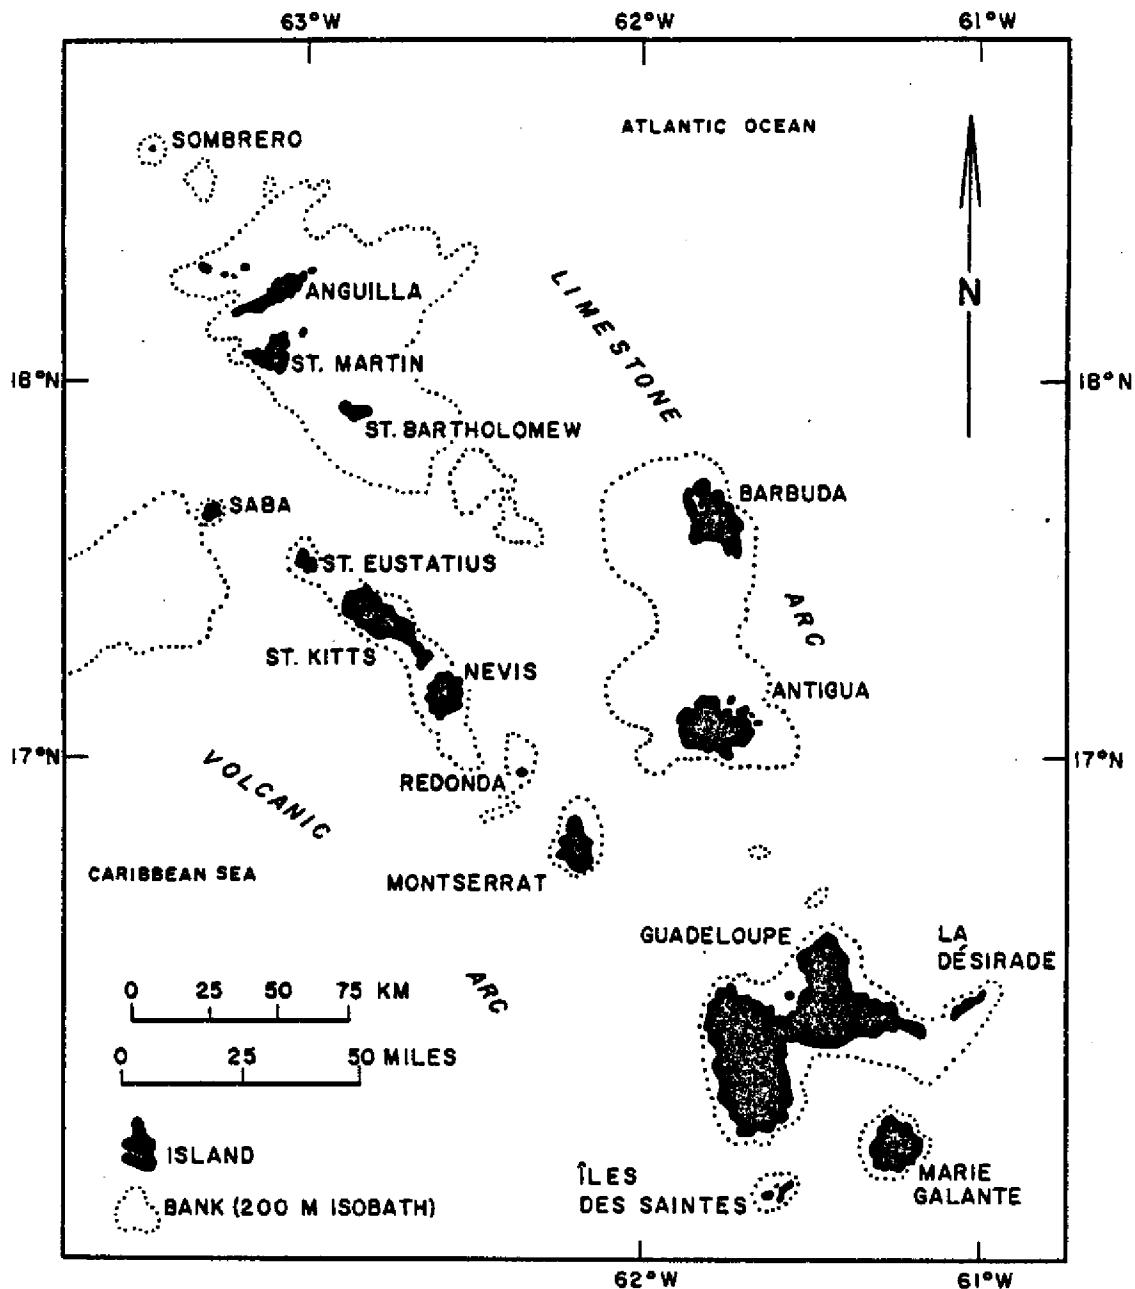 63°W 62°W 61°W
SOMBRERO
ATLANTIC OCEAN
N
ANGUILLA
LIMESTONE
ST. MARTIN
18°N 18°N
ST. BARTHOLOMEW
BARBUDA
SABA
ST. EUSTATIUS
ARC
ST. KITTS
NEVIS
ANTIGUA
17°N 17°N
VOLCANIC
REDONDA
CARIBBEAN SEA
MONTSERRAT
GUADELOUPE
LA
DÉSIRADE
ARC
0 25 50 75 KM
0 25 50 MILES
ISLAND
BANK (200 M ISOBATH)
ÎLES
DES SAINTES
MARIE
GALANTE
62°W 61°W